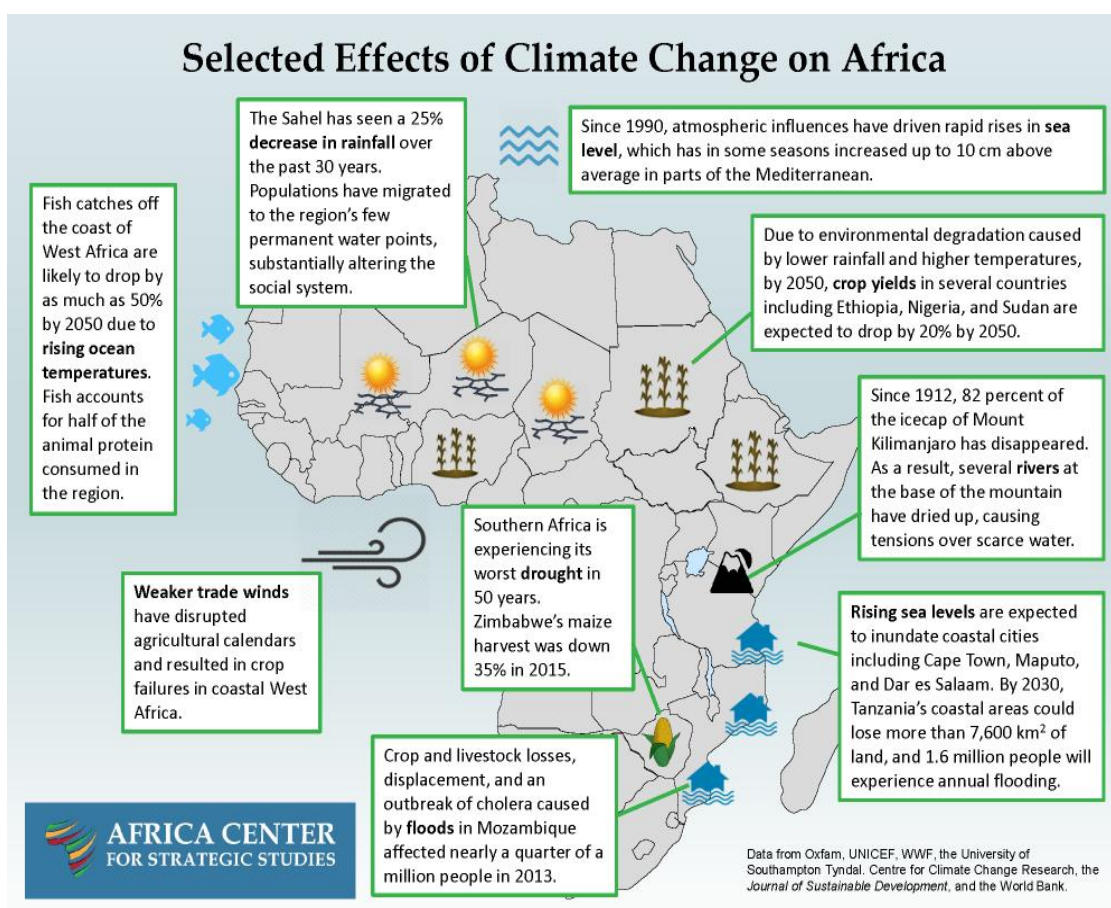 Selected Effects of Climate Change on Africa
The Sahel has seen a 25%
decrease in rainfall over
the past 30 years.
Populations have migrated
to the region's few
permanent water points,
substantially altering the
social system.
Since 1990, atmospheric influences have driven rapid rises in sea
level, which has in some seasons increased up to 10 cm above
average in parts of the Mediterranean.
Fish catches off
the coast of
West Africa are
likely to drop by
as much as 50%
by 2050 due to
rising ocean
temperatures.
Fish accounts
for half of the
animal protein
consumed in
the region.
Due to environmental degradation caused
by lower rainfall and higher temperatures,
by 2050, crop yields in several countries
including Ethiopia, Nigeria, and Sudan are
expected to drop by 20% by 2050.
Since 1912, 82 percent of
the icecap of Mount
Kilimanjaro has disappeared.
As a result, several rivers at
the base of the mountain
have dried up, causing
tensions over scarce water.
Southern Africa is
experiencing its
worst drought in
50 years.
Zimbabwe's maize
harvest was down
35% in 2015.
Weaker trade winds
have disrupted
agricultural calendars
and resulted in crop
failures in coastal West
Africa.
Rising sea levels are expected
to inundate coastal cities
including Cape Town, Maputo,
and Dar es Salaam. By 2030,
Tanzania's coastal areas could
lose more than 7,600 km² of
land, and 1.6 million people will
experience annual flooding.
Crop and livestock losses,
displacement, and an
outbreak of cholera caused
by floods in Mozambique
affected nearly a quarter of a
million people in 2013.
AFRICA CENTER
FOR STRATEGIC STUDIES
Data from Oxfam, UNICEF, WWF, the University of
Southampton Tyndal. Centre for Climate Change Research, the
Journal of Sustainable Development, and the World Bank.